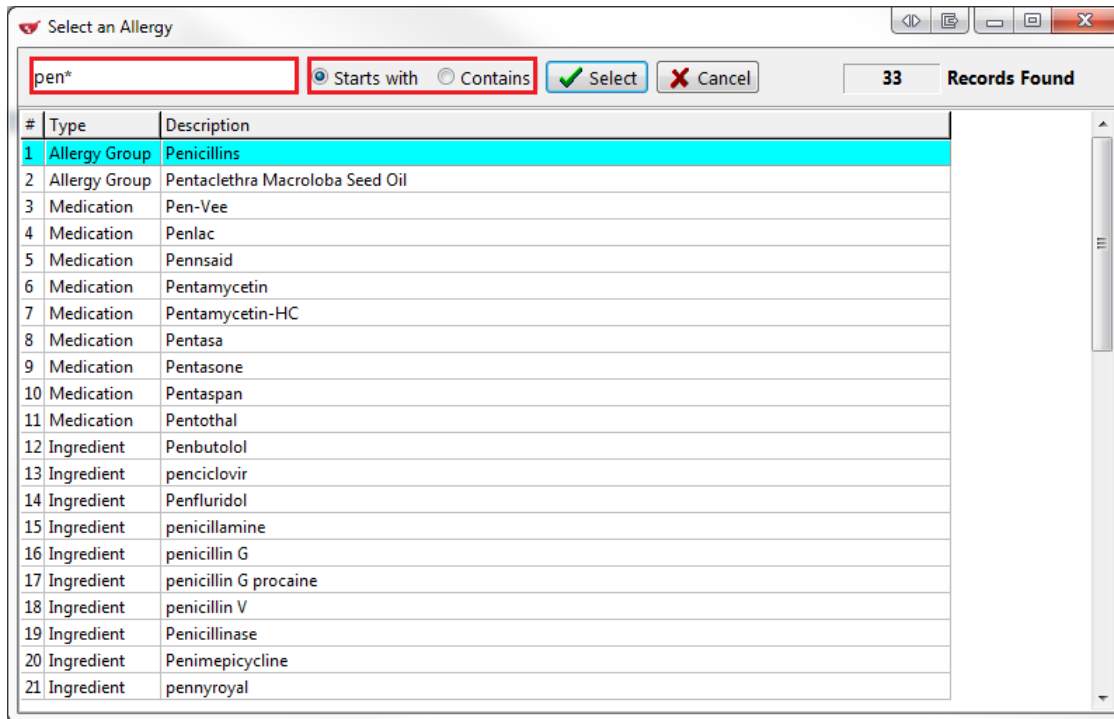 Select an Allergy
pen* Starts with Contains Select Cancel 33 Records Found
# Type Description
1 Allergy Group Penicillins
2 Allergy Group Pentaclethra Macroloba Seed Oil
3 Medication Pen-Vee
4 Medication Penlac
5 Medication Pennsaid
6 Medication Pentamycetin
7 Medication Pentamycetin-HC
8 Medication Pentasa
9 Medication Pentasone
10 Medication Pentaspan
11 Medication Pentothal
12 Ingredient Penbutolol
13 Ingredient penciclovir
14 Ingredient Penfluridol
15 Ingredient penicillamine
16 Ingredient penicillin G
17 Ingredient penicillin G procaine
18 Ingredient penicillin V
19 Ingredient Penicillinase
20 Ingredient Penimepicycline
21 Ingredient pennyroyal